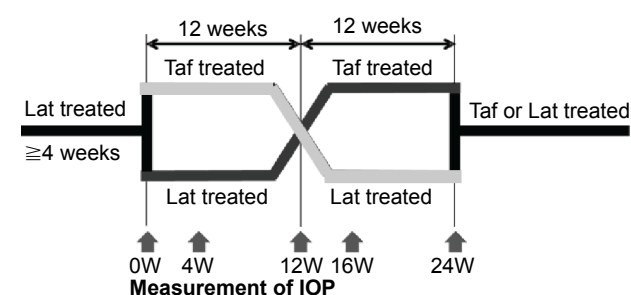 12 weeks 12 weeks
Taf treated Taf treated
Lat treated Taf or Lat treated
≧4 weeks
Lat treated Lat treated
0W 4W 12W 16W 24W
Measurement of IOP